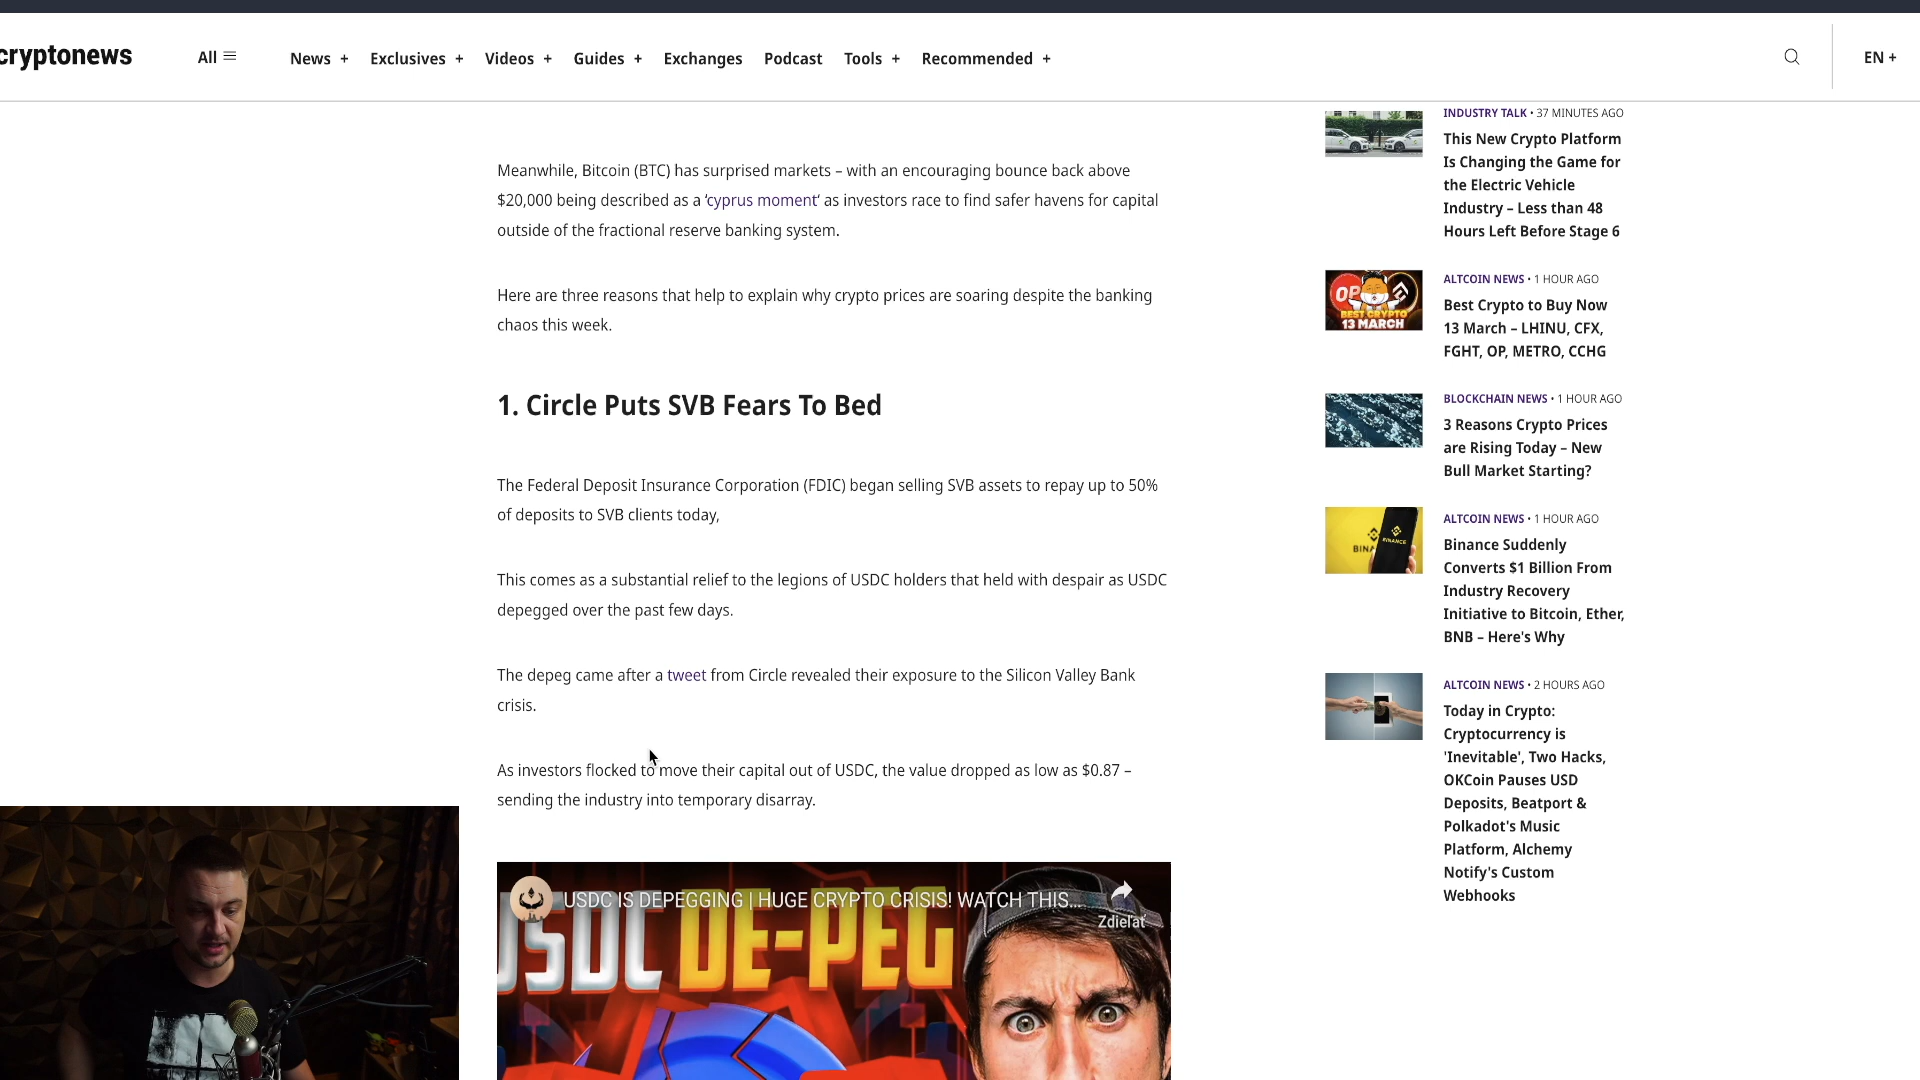 cryptonews
All
News +
Exclusives +
Videos +
Guides +
Exchanges
Podcast
Tools +
Recommended +
EN +
Meanwhile, Bitcoin (BTC) has surprised markets – with an encouraging bounce back above
$20,000 being described as a ‘cyprus moment‘ as investors race to find safer havens for capital
outside of the fractional reserve banking system.
Here are three reasons that help to explain why crypto prices are soaring despite the banking
chaos this week.
1. Circle Puts SVB Fears To Bed
The Federal Deposit Insurance Corporation (FDIC) began selling SVB assets to repay up to 50%
of deposits to SVB clients today,
This comes as a substantial relief to the legions of USDC holders that held with despair as USDC
depegged over the past few days.
The depeg came after a tweet from Circle revealed their exposure to the Silicon Valley Bank
crisis.
As investors flocked to move their capital out of USDC, the value dropped as low as $0.87 –
sending the industry into temporary disarray.
USDC IS DEPEGGING | HUGE CRYPTO CRISIS! WATCH THIS...
Zdieľať
USDC DE-PEG
INDUSTRY TALK • 37 MINUTES AGO
This New Crypto Platform
Is Changing the Game for
the Electric Vehicle
Industry – Less than 48
Hours Left Before Stage 6
OP
BEST CRYPTO
13 MARCH
ALTCOIN NEWS • 1 HOUR AGO
Best Crypto to Buy Now
13 March – LHINU, CFX,
FGHT, OP, METRO, CCHG
BLOCKCHAIN NEWS • 1 HOUR AGO
3 Reasons Crypto Prices
are Rising Today – New
Bull Market Starting?
BINANCE
ALTCOIN NEWS • 1 HOUR AGO
Binance Suddenly
Converts $1 Billion From
Industry Recovery
Initiative to Bitcoin, Ether,
BNB – Here's Why
ALTCOIN NEWS • 2 HOURS AGO
Today in Crypto:
Cryptocurrency is
'Inevitable', Two Hacks,
OKCoin Pauses USD
Deposits, Beatport &
Polkadot's Music
Platform, Alchemy
Notify's Custom
Webhooks